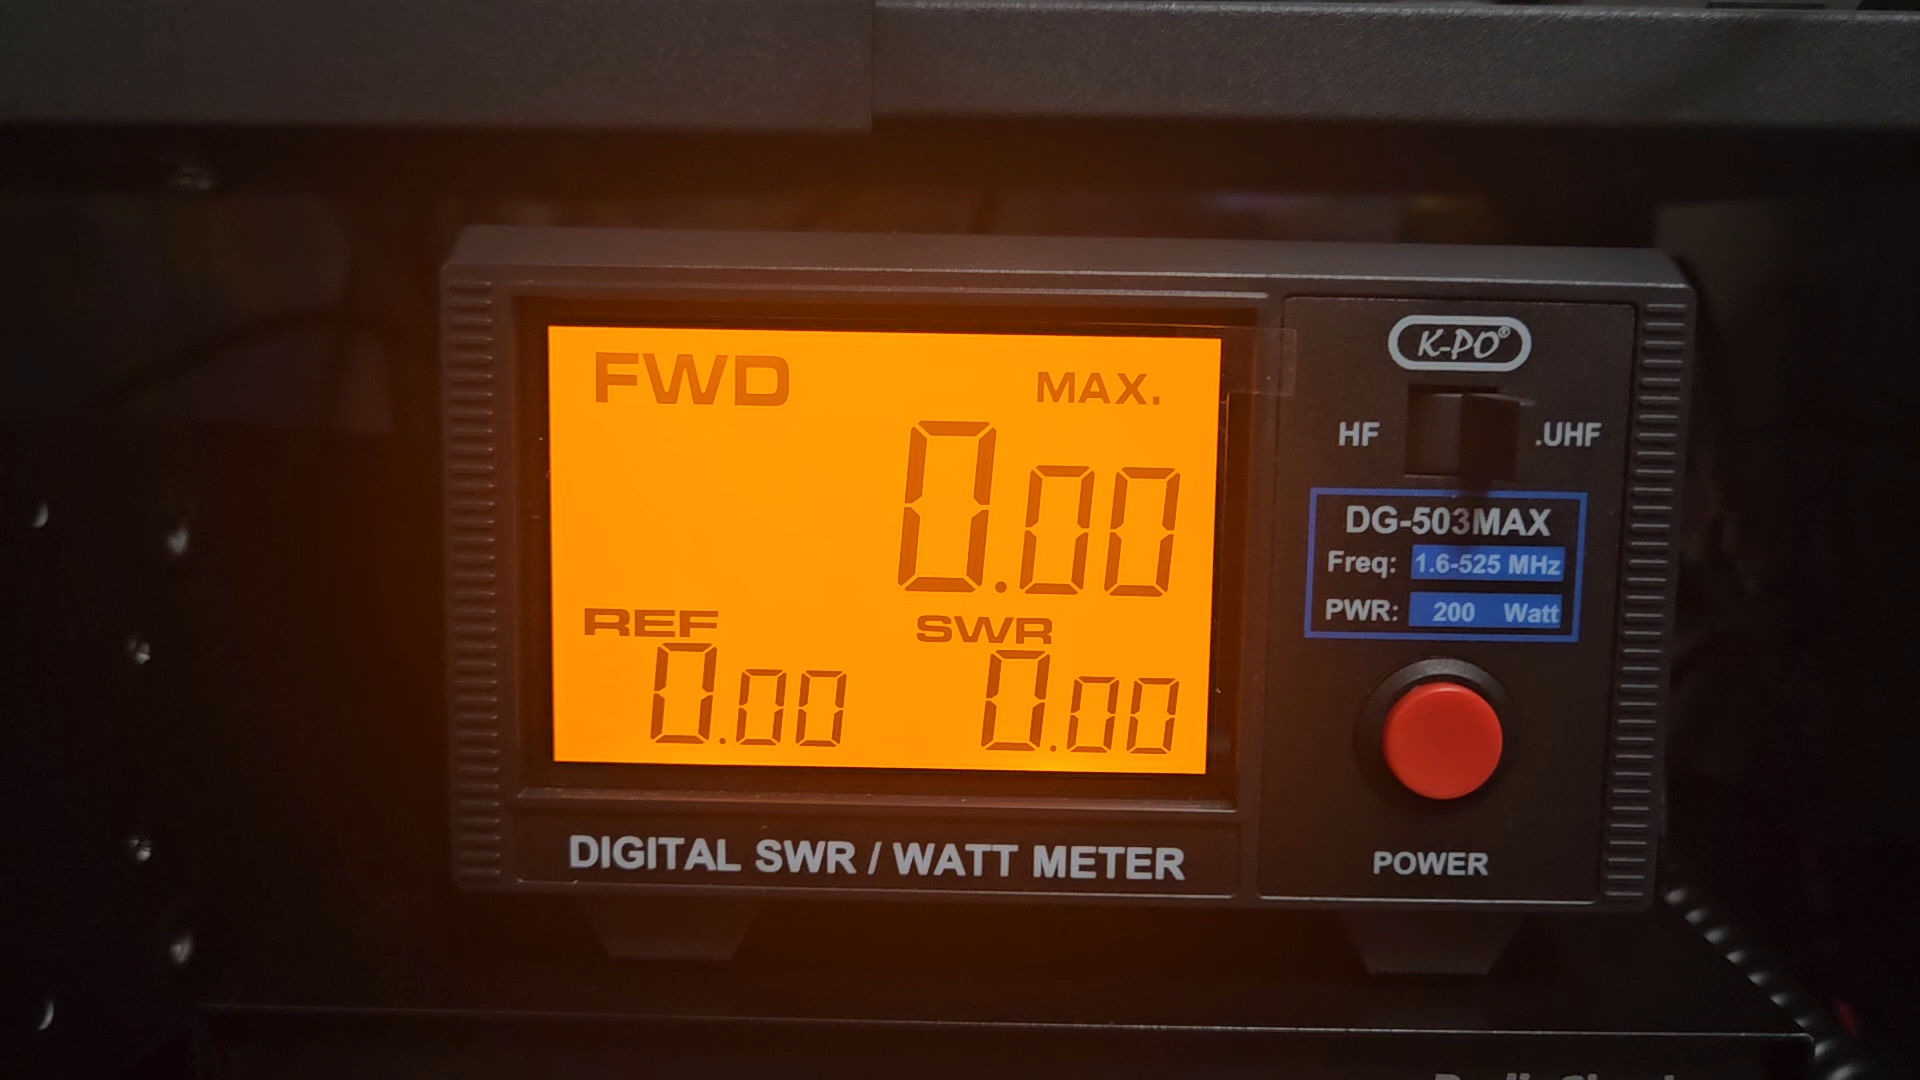 FWD
MAX.
0.00
REF
0.00
SWR
0.00
K-PO®
HF
.UHF
DG-503MAX
Freq: 1.6-525 MHz
PWR: 200 Watt
DIGITAL SWR / WATT METER
POWER